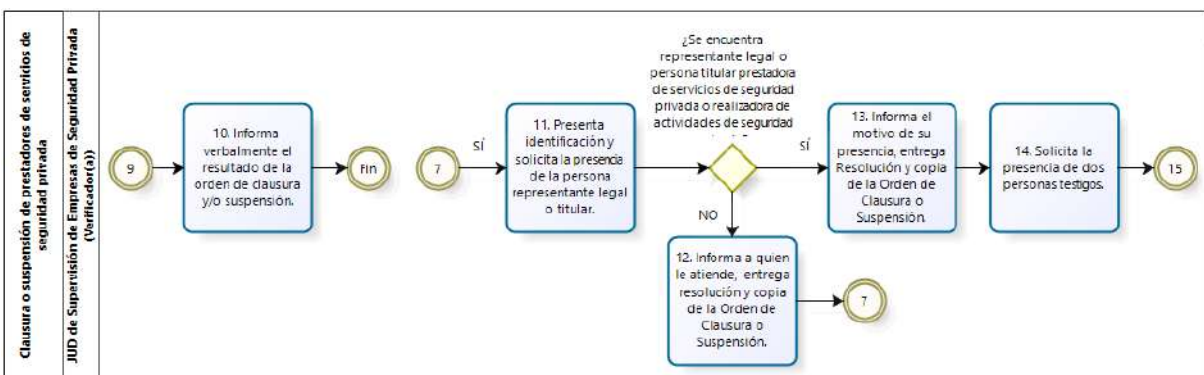 Clausura o suspensión de prestadores de servicios de
seguridad privada
JUD de Supervisión de Empresas de Seguridad Privada
(Verificador(a))
9
10. Informa
verbalmente el
resultado de la
orden de clausura
y/o suspensión.
Fin
7
SÍ
11. Presenta
identificación y
solicita la presencia
de la persona
representante legal
o titular.
¿Se encuentra
representante legal o
persona titular prestadora
de servicios de seguridad
privada o realizadora de
actividades de seguridad
SÍ
NO
12. Informa a quien
le atiende, entrega
resolución y copia
de la Orden de
Clausura o
Suspensión.
7
13. Informa el
motivo de su
presencia, entrega
Resolución y copia
de la Orden de
Clausura o
Suspensión.
14. Solicita la
presencia de dos
personas testigos.
15